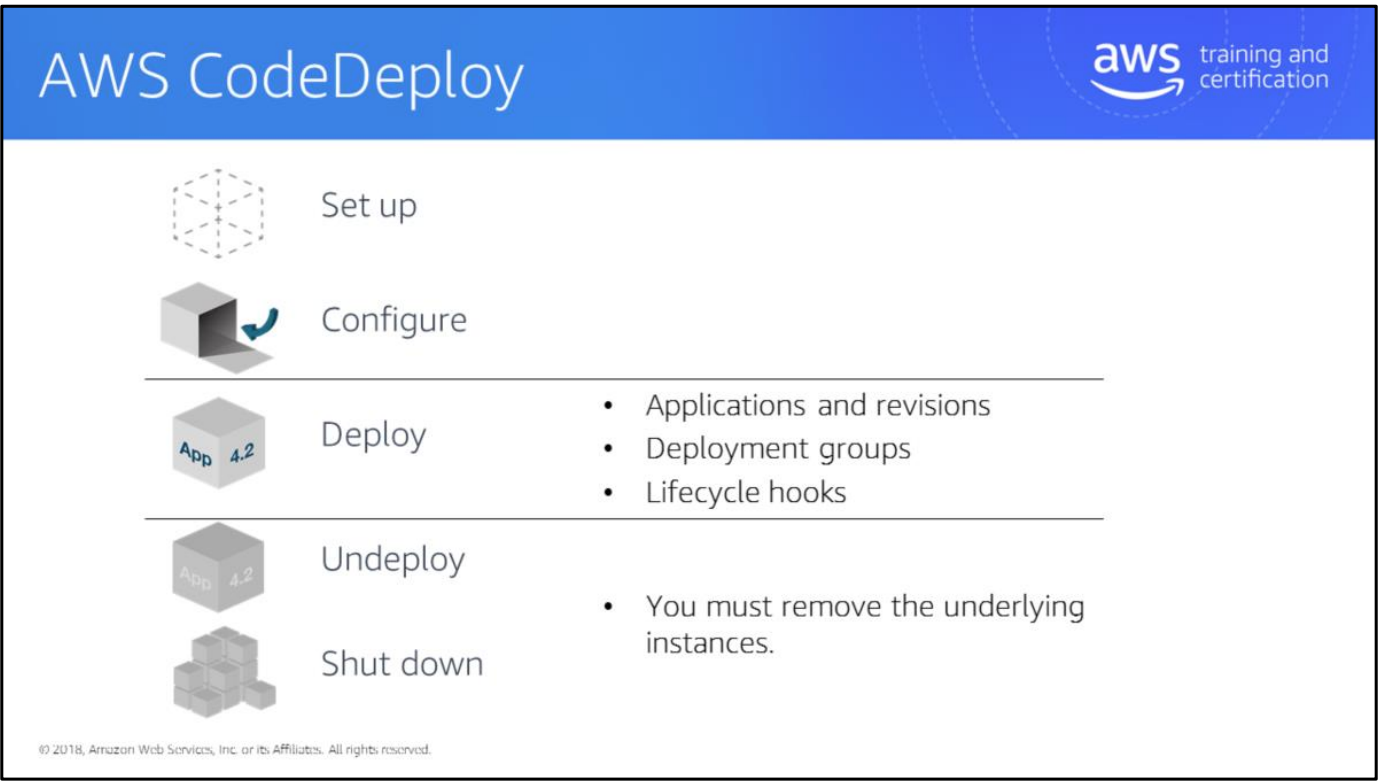 AWS CodeDeploy
aws training and
certification
Set up
Configure
App 4.2
Deploy
• Applications and revisions
• Deployment groups
• Lifecycle hooks
App 4.2
Undeploy
• You must remove the underlying
instances.
Shut down
© 2018, Amazon Web Services, Inc. or its Affiliates. All rights reserved.